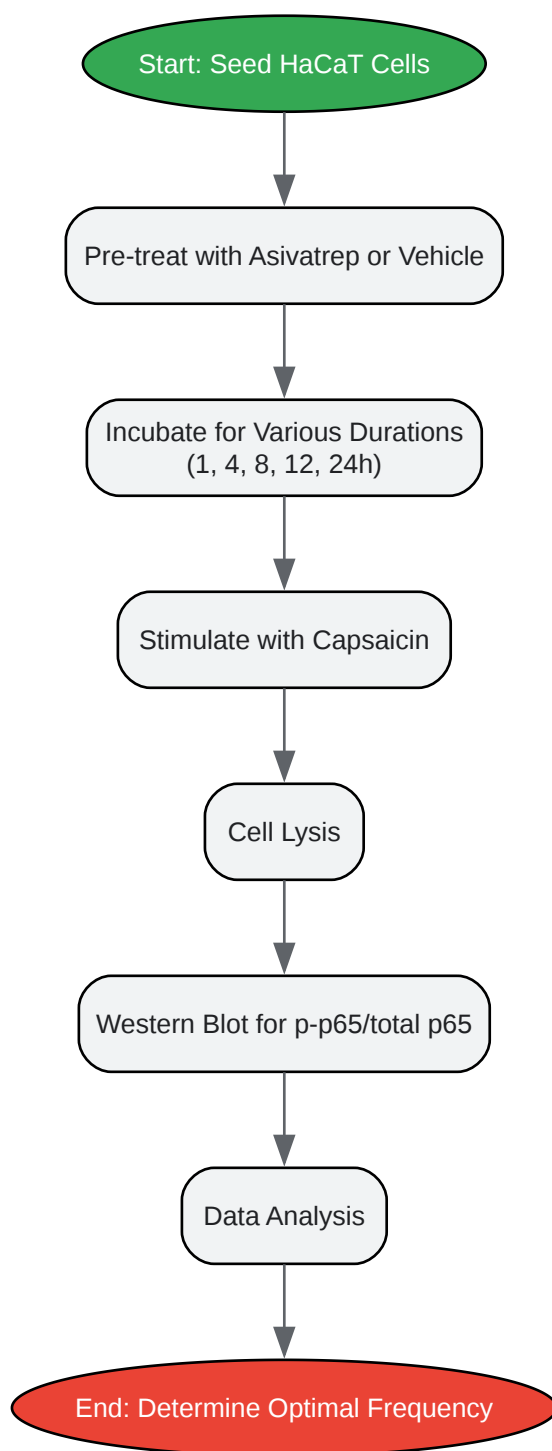 Start: Seed HaCaT Cells
Pre-treat with Asivatrep or Vehicle
Incubate for Various Durations
(1, 4, 8, 12, 24h)
Stimulate with Capsaicin
Cell Lysis
Western Blot for p-p65/total p65
Data Analysis
End: Determine Optimal Frequency